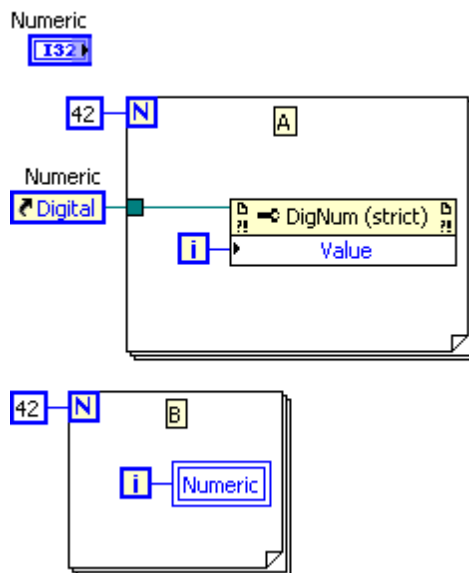 Numeric
I32
42 N
A
Numeric
Digital
?! DigNum (strict) ?!
i Value
42 N
B
i Numeric